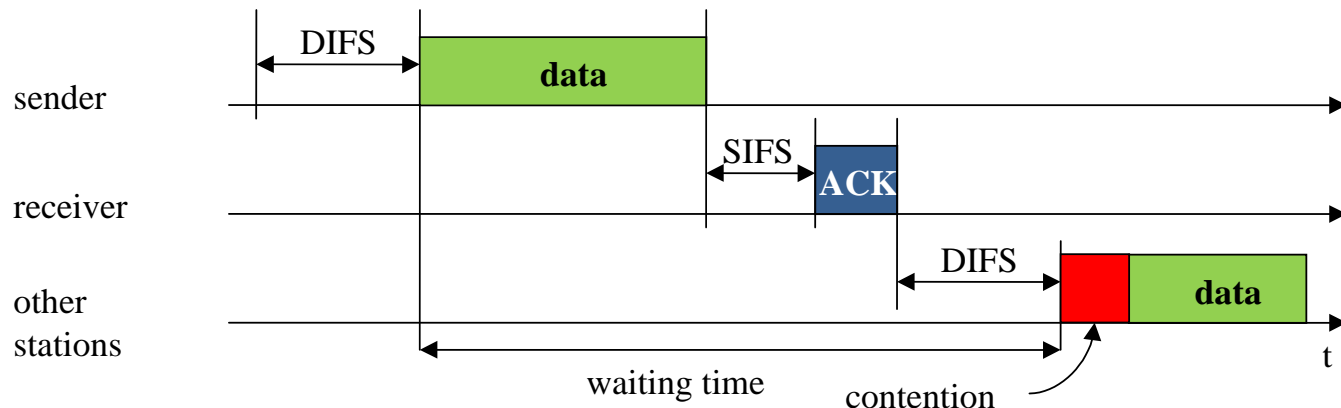 DIFS
data
sender
SIFS
ACK
receiver
DIFS
other
stations
data
t
waiting time
contention